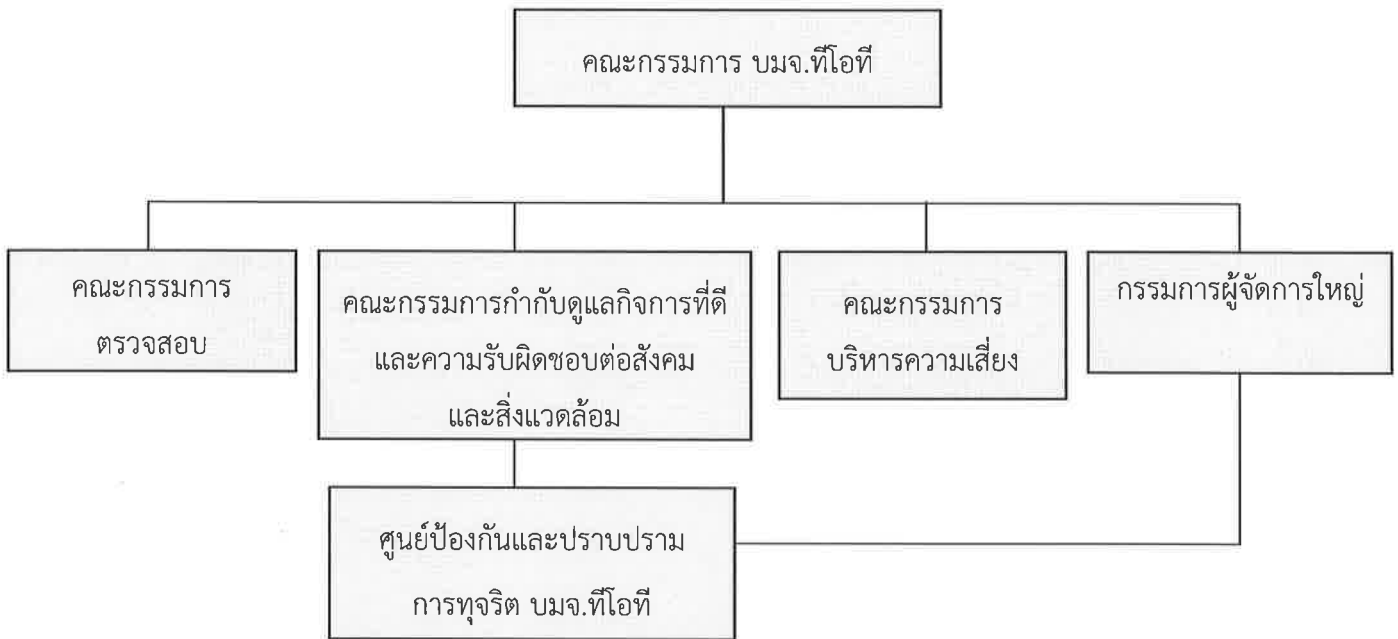 คณะกรรมการ บมจ.ทีโอที
คณะกรรมการ
ตรวจสอบ
คณะกรรมการกำกับดูแลกิจการที่ดี
และความรับผิดชอบต่อสังคม
และสิ่งแวดล้อม
คณะกรรมการ
บริหารความเสี่ยง
กรรมการผู้จัดการใหญ่
ศูนย์ป้องกันและปราบปราม
การทุจริต บมจ.ทีโอที